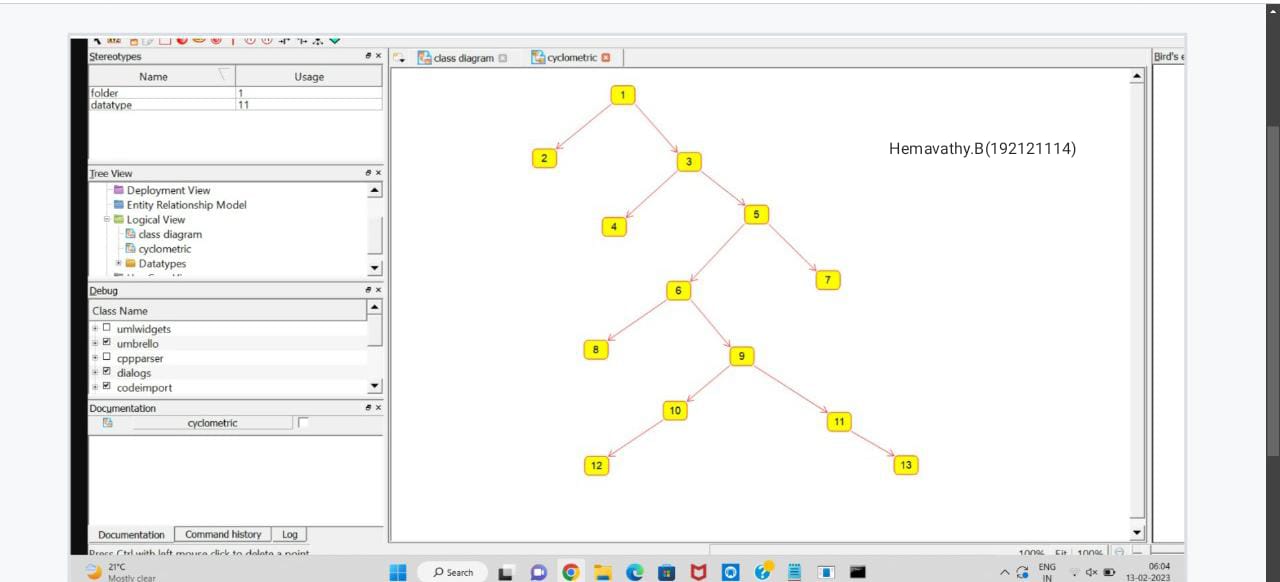 Stereotypes
class diagram
cyclometric
Bird's e
Name Usage
folder 1
datatype 11
1
2
3
Hemavathy.B(192121114)
Tree View
Deployment View
Entity Relationship Model
Logical View
class diagram
cyclometric
Datatypes
4
5
6
7
Debug
Class Name
umlwidgets
umbrello
cppparser
dialogs
codeimport
8
9
Documentation
cyclometric
10
11
12
13
Documentation Command history Log
Press Ctrl with left mouse click to delete a point
100% Fit 100%
21°C
Mostly clear
Search
ENG
IN
06:04
13-02-2023